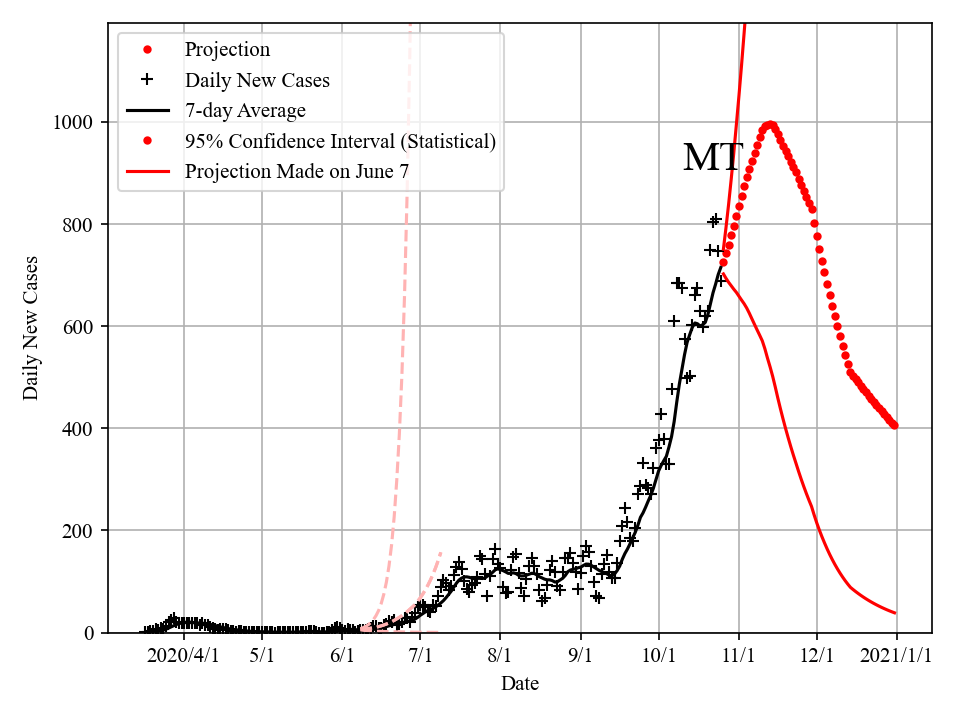 Projection
Daily New Cases
7-day Average
95% Confidence Interval (Statistical)
Projection Made on June 7
MT
1000
800
600
400
200
0
Daily New Cases
2020/4/1 5/1 6/1 7/1 8/1 9/1 10/1 11/1 12/1 2021/1/1
Date